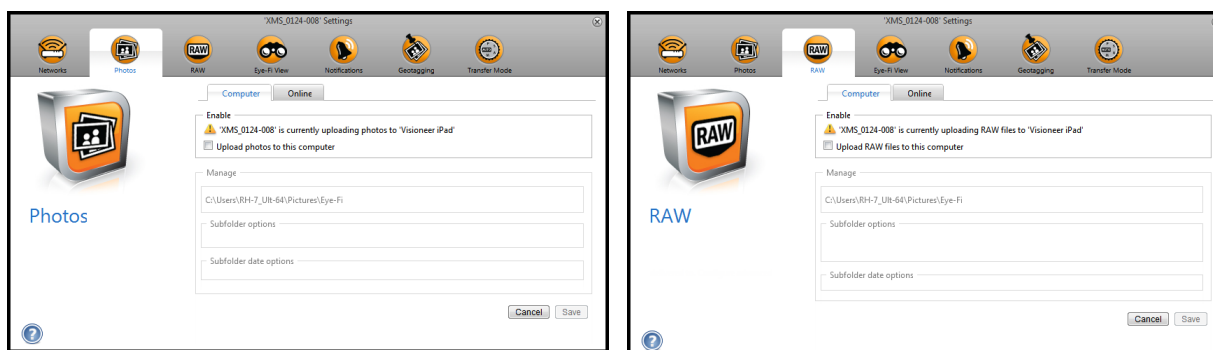 'XMS_0124-008' Settings
Networks Photos RAW Eye-Fi View Notifications Geotagging Transfer Mode
Computer Online
Enable
'XMS_0124-008' is currently uploading photos to 'Visioneer iPad'
Upload photos to this computer
Manage
C:\Users\RH-7_Ult-64\Pictures\Eye-Fi
Subfolder options
Subfolder date options
Photos
Cancel Save
?
'XMS_0124-008' Settings
Networks Photos RAW Eye-Fi View Notifications Geotagging Transfer Mode
RAW
Computer Online
Enable
'XMS_0124-008' is currently uploading RAW files to 'Visioneer iPad'
Upload RAW files to this computer
Manage
C:\Users\RH-7_Ult-64\Pictures\Eye-Fi
Subfolder options
Subfolder date options
RAW
Cancel Save
?